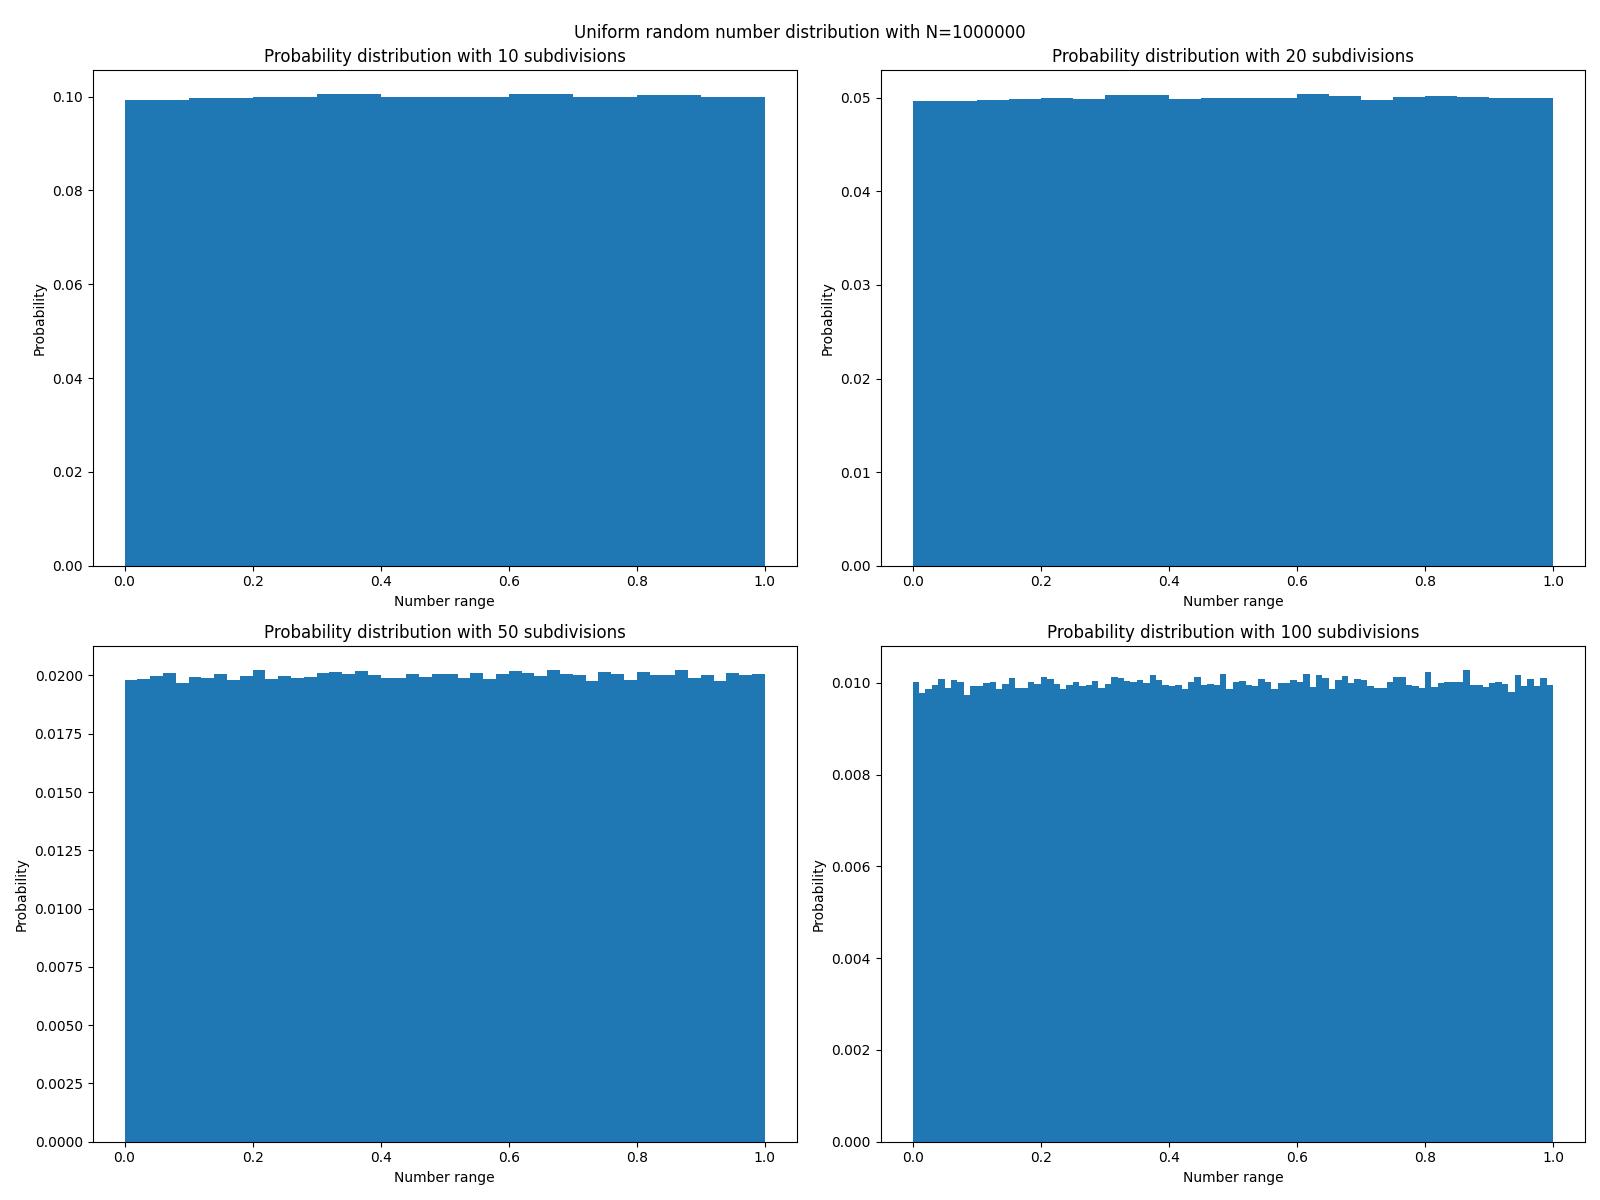 Uniform random number distribution with N=1000000
Probability distribution with 10 subdivisions
Probability
0.10
0.08
0.06
0.04
0.02
0.00
0.0 0.2 0.4 0.6 0.8 1.0
Number range
Probability distribution with 20 subdivisions
Probability
0.05
0.04
0.03
0.02
0.01
0.00
0.0 0.2 0.4 0.6 0.8 1.0
Number range
Probability distribution with 50 subdivisions
Probability
0.0200
0.0175
0.0150
0.0125
0.0100
0.0075
0.0050
0.0025
0.0000
0.0 0.2 0.4 0.6 0.8 1.0
Number range
Probability distribution with 100 subdivisions
Probability
0.010
0.008
0.006
0.004
0.002
0.000
0.0 0.2 0.4 0.6 0.8 1.0
Number range